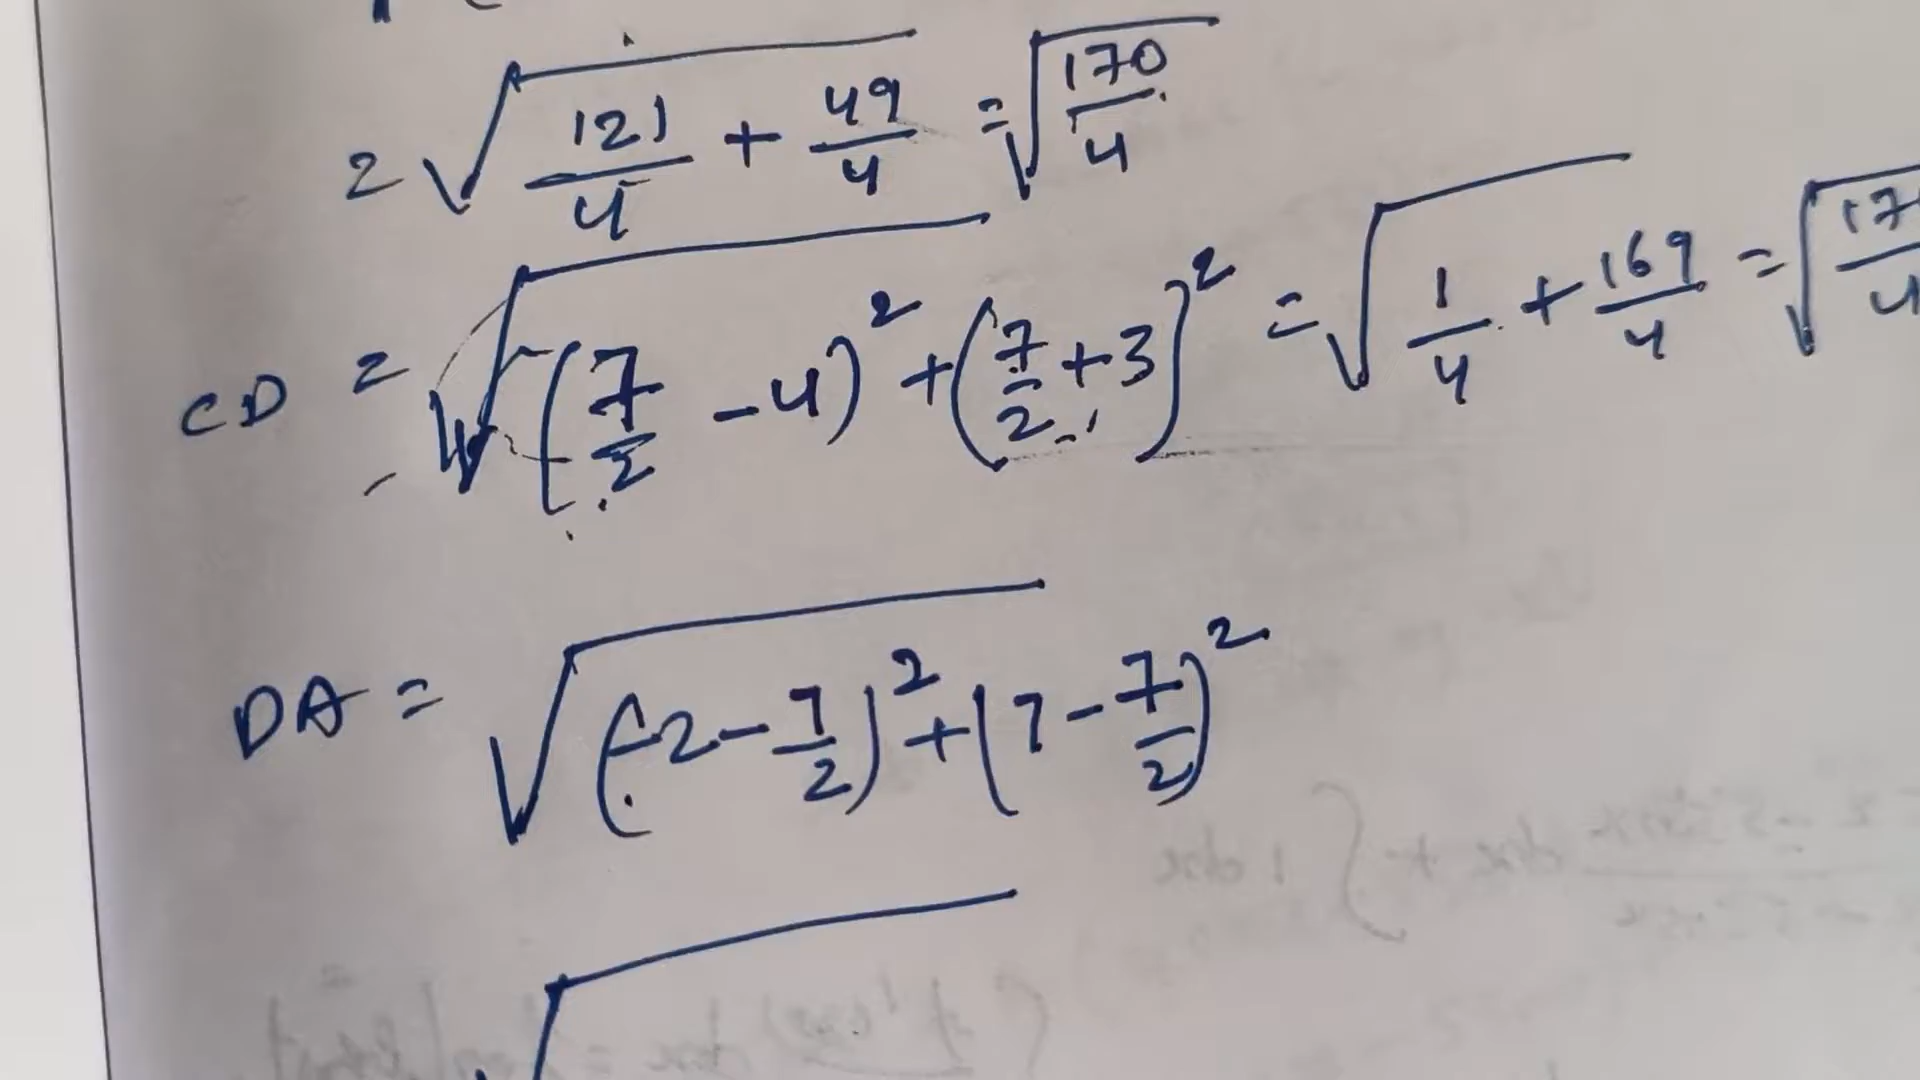 = √(121/4 + 49/4) = √(170/4)
CD = √((7/2 - 4)² + (7/2 + 3)²) = √(1/4 + 169/4) = √(17/4
DA = √((-2 - 7/2)² + (7 - 7/2)²)
√